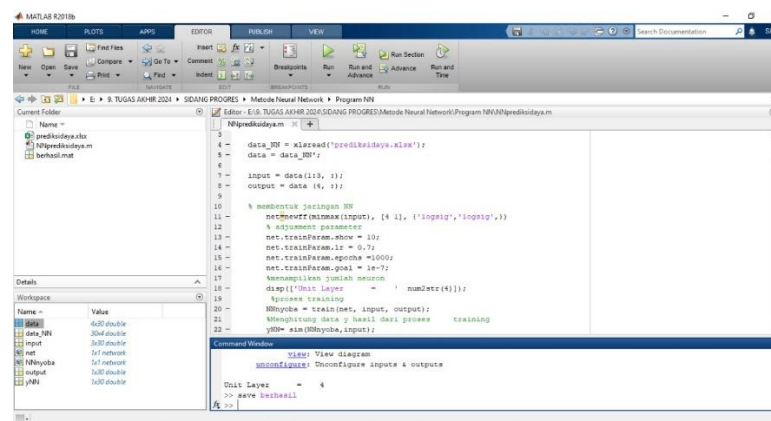 MATLAB R2018b
HOME PLOTS APPS EDITOR PUBLISH VIEW
Search Documentation
New Open Save
Find Files
Compare
Print
Go To
Find
Insert
Comment
Indent
Breakpoints
Run
Run and Advance
Run Section
Advance
Run and Time
FILE NAVIGATE EDIT BREAKPOINTS RUN
E: ▸ 9. TUGAS AKHIR 2024 ▸ SIDANG PROGRES ▸ Metode Neural Network ▸ Program NN
Current Folder
Name
prediksidaya.xlsx
NNprediksidaya.m
berhasil.mat
Details
Workspace
Name Value
data 4x30 double
data_NN 30x4 double
input 3x30 double
net 1x1 network
NNnyoba 1x1 network
output 1x30 double
yNN 1x30 double
Editor - E:\9. TUGAS AKHIR 2024\SIDANG PROGRES\Metode Neural Network\Program NN\NNprediksidaya.m
NNprediksidaya.m
3
4 - data_NN = xlsread('prediksidaya.xlsx');
5 - data = data_NN';
6
7 - input = data(1:3, :);
8 - output = data (4, :);
9
10 % membentuk jaringan NN
11 - net=newff(minmax(input), [4 1], {'logsig','logsig',})
12 % adjusment parameter
13 - net.trainParam.show = 10;
14 - net.trainParam.lr = 0.7;
15 - net.trainParam.epochs =1000;
16 - net.trainParam.goal = 1e-7;
17 %menampilkan jumlah neuron
18 - disp(['Unit Layer = ' num2str(4)]);
19 %proses training
20 - NNnyoba = train(net, input, output);
21 %Menghitung data y hasil dari proses training
22 - yNN= sim(NNnyoba,input);
Command Window
view: View diagram
unconfigure: Unconfigure inputs & outputs
Unit Layer = 4
>> save berhasil
fx >>